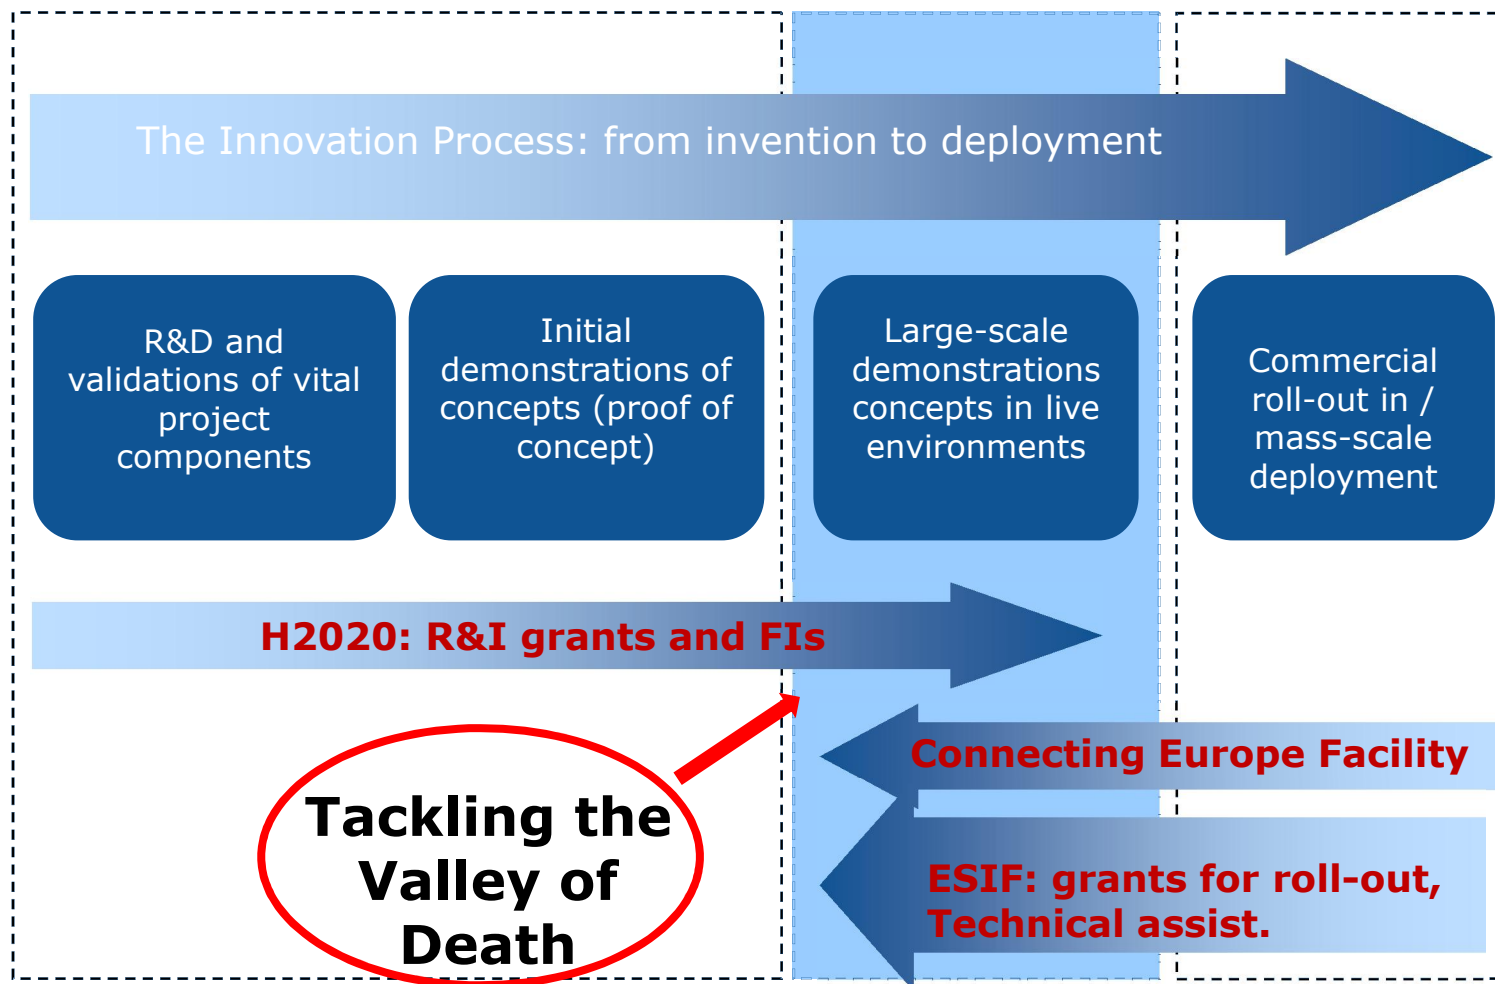 The Innovation Process: from invention to deployment
R&D and
validations of vital
project
components
Initial
demonstrations of
concepts (proof of
concept)
Large-scale
demonstrations
concepts in live
environments
Commercial
roll-out in /
mass-scale
deployment
H2020: R&I grants and FIs
Connecting Europe Facility
Tackling the
Valley of
Death
ESIF: grants for roll-out,
Technical assist.